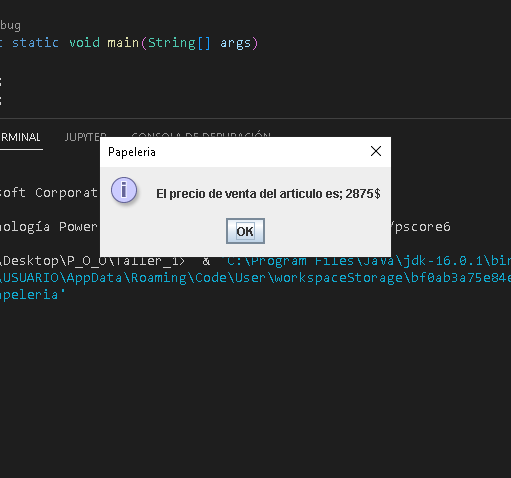 bug
t static void main(String[] args)
;
;
ERMINAL JUPYTER CONSOLA DE DEPURACIÓN
Papeleria
El precio de venta del articulo es; 2875$
OK
soft Corporat
nología Power /pscore6
\Desktop\P_O_O\Taller_1> & 'C:\Program Files\Java\jdk-16.0.1\bin
\USUARIO\AppData\Roaming\Code\User\workspaceStorage\bf0ab3a75e84e
apeleria'